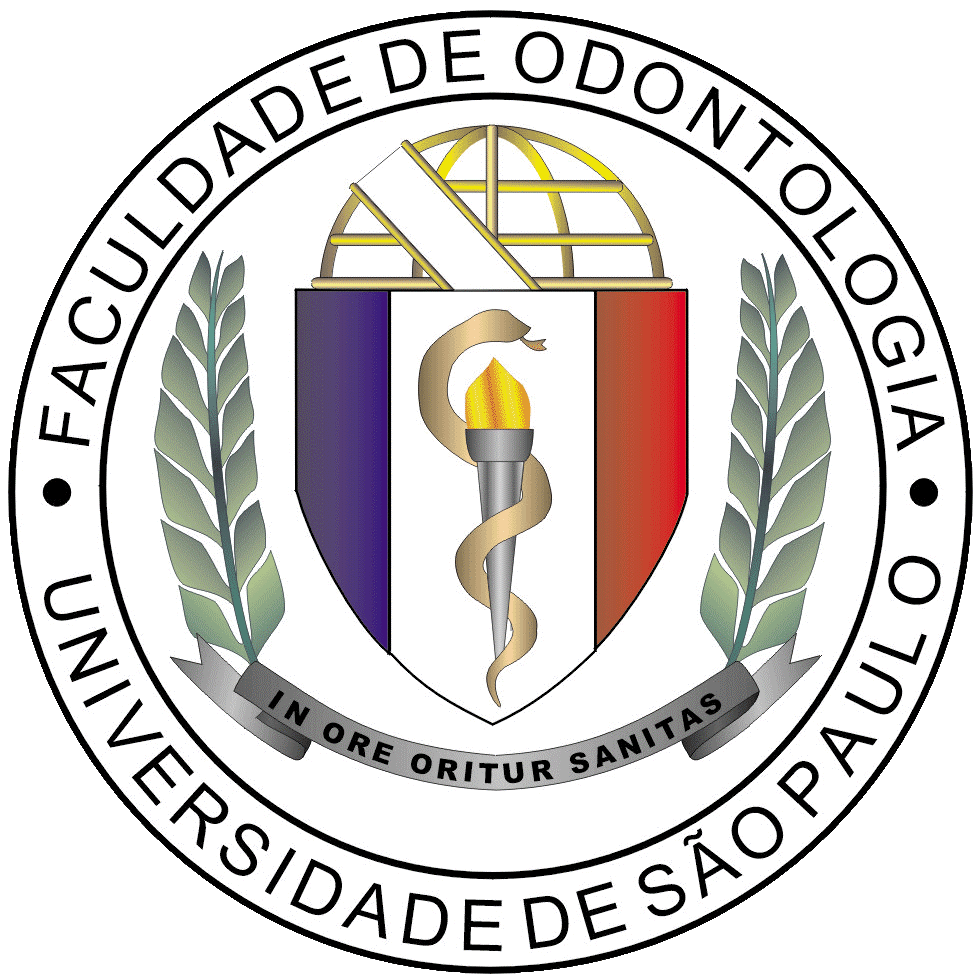 FACULDADE DE ODONTOLOGIA
UNIVERSIDADE DE SÃO PAULO
IN ORE ORITUR SANITAS